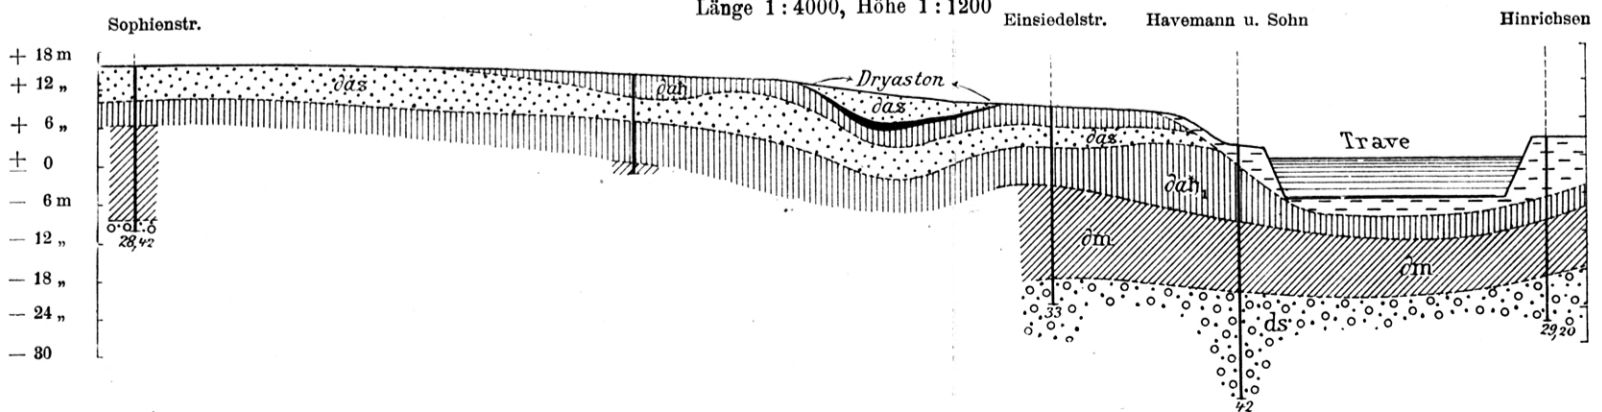 Länge 1 : 4000, Höhe 1 : 1200
Sophienstr.
Einsiedelstr.
Havemann u. Sohn
Hinrichsen
+ 18 m
+ 12 „
+ 6 „
± 0
— 6 m
— 12 „
— 18 „
— 24 „
— 30
∂as
∂ah
Dryaston
∂as
∂as
∂ah1
Trave
∂m
∂m
ds
28,42
33
42
29,20